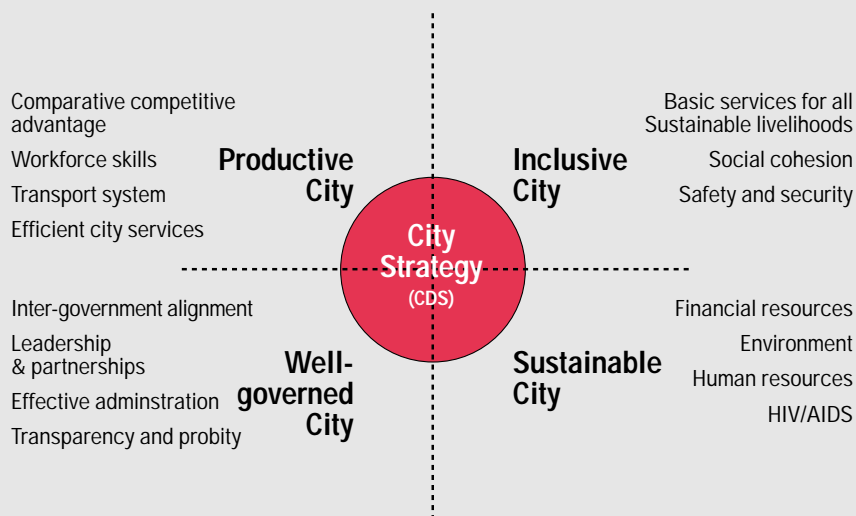 Comparative competitive
advantage
Workforce skills
Transport system
Efficient city services
Productive
City
Inclusive
City
Basic services for all
Sustainable livelihoods
Social cohesion
Safety and security
City
Strategy
(CDS)
Inter-government alignment
Leadership
& partnerships
Effective adminstration
Transparency and probity
Well-
governed
City
Sustainable
City
Financial resources
Environment
Human resources
HIV/AIDS